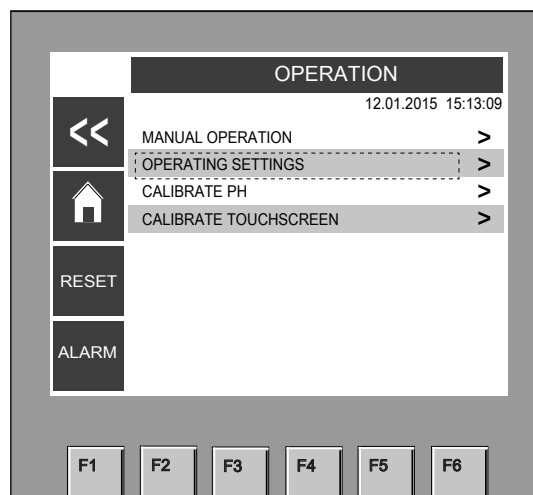 OPERATION
12.01.2015 15:13:09
<<
MANUAL OPERATION >
OPERATING SETTINGS >
CALIBRATE PH >
CALIBRATE TOUCHSCREEN >
RESET
ALARM
F1 F2 F3 F4 F5 F6